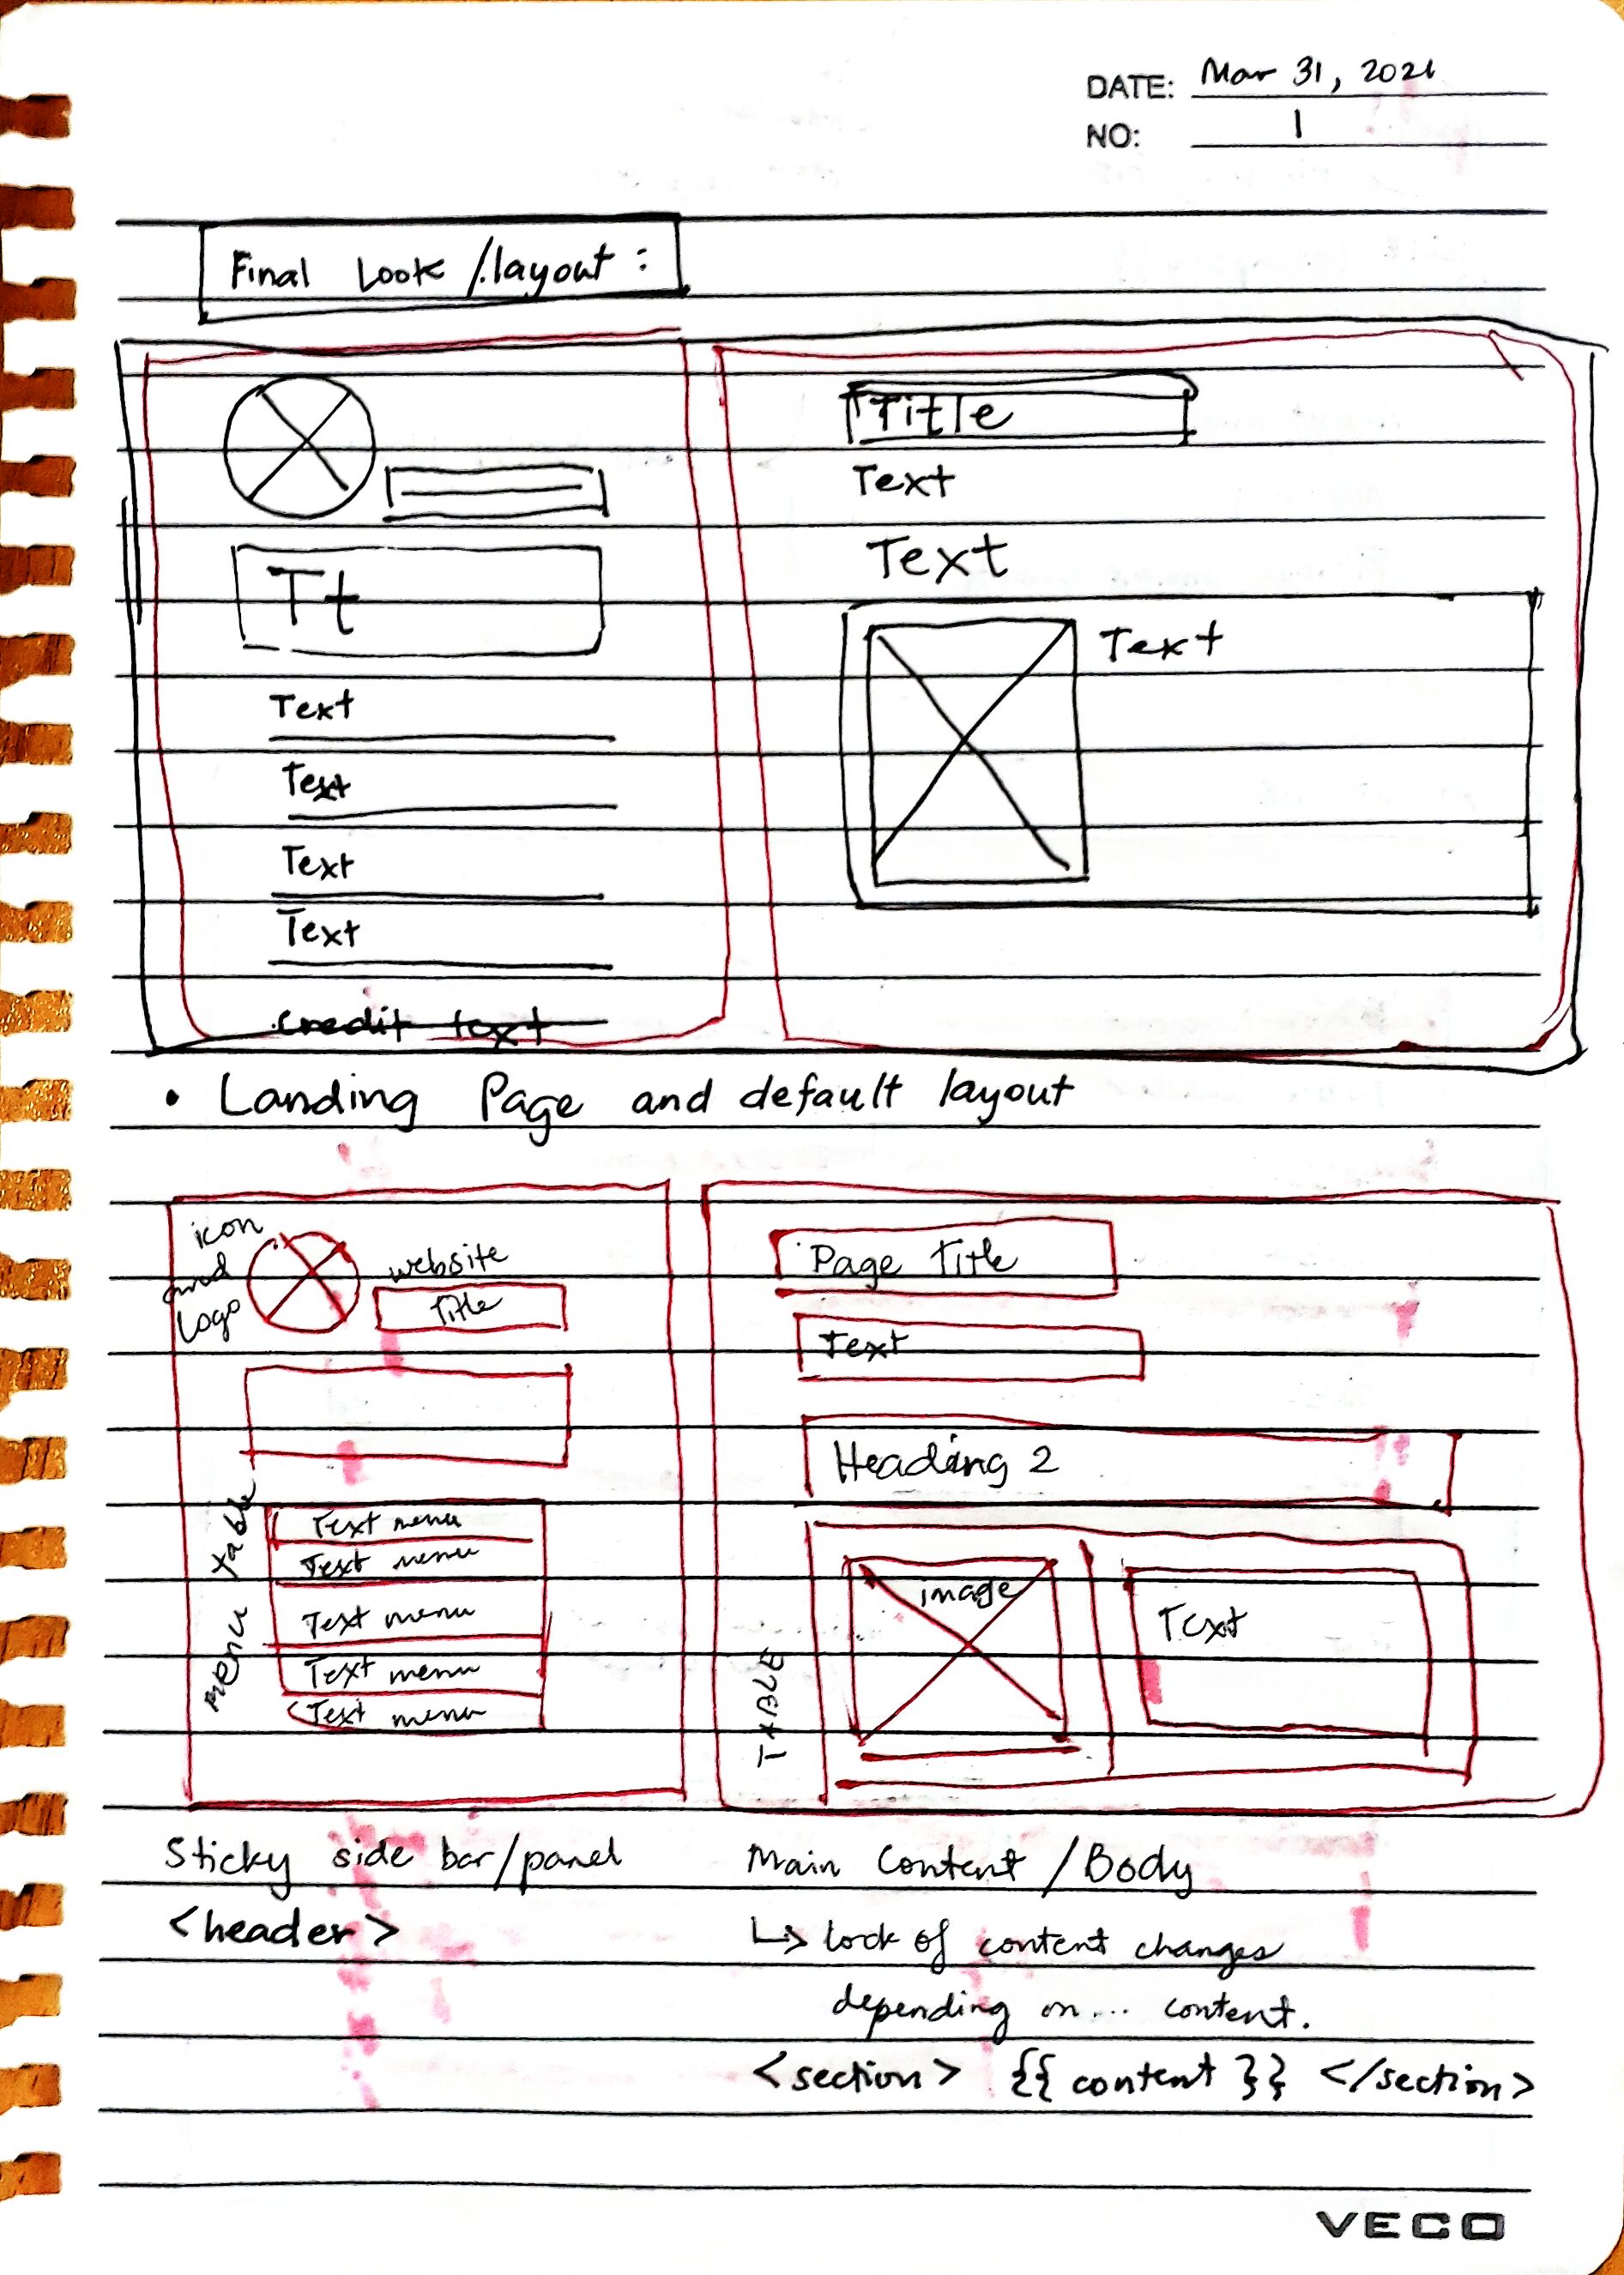 DATE: Mar 31, 2021
NO: 1
Final Look / layout :
Title
Text
Text
Text
Tt
Text
Text
Text
Text
credit text
• Landing Page and default layout
icon
and
Logo
website
Title
menu table
Text menu
Text menu
Text menu
Text menu
Text menu
Page Title
Text
Heading 2
TABLE
image
Text
Sticky side bar/panel
<header>
Main Content / Body
↳ look of content changes
depending on... content.
<section> {{ content }} </section>
VECO